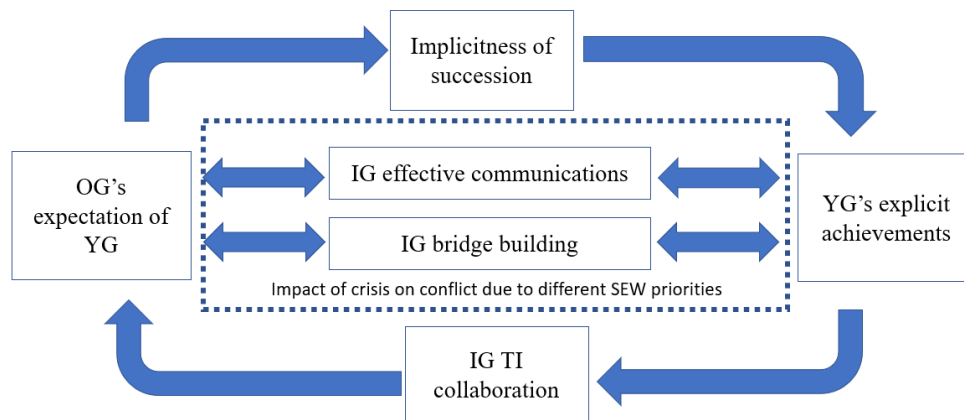 Implicitness of
succession
OG's
expectation of
YG
IG effective communications
IG bridge building
Impact of crisis on conflict due to different SEW priorities
YG's explicit
achievements
IG TI
collaboration